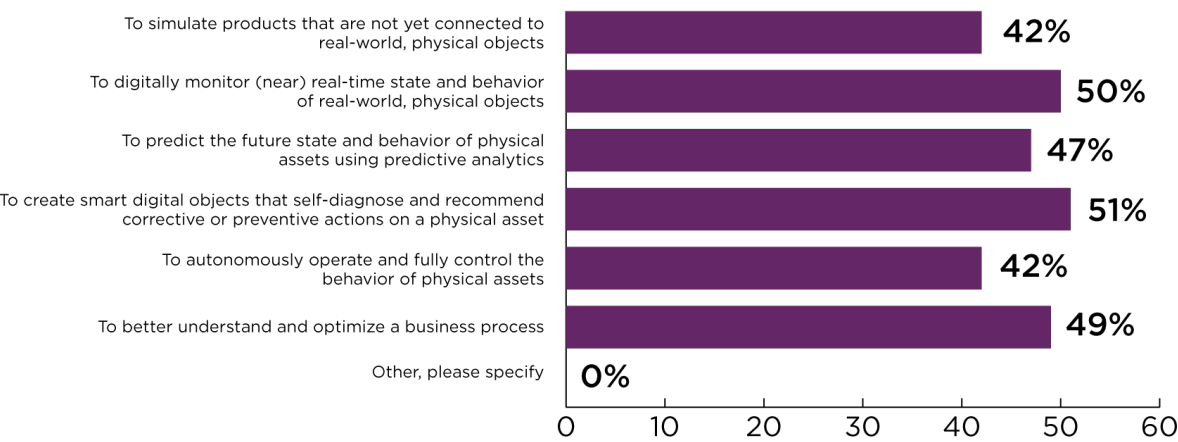 To simulate products that are not yet connected to
real-world, physical objects
42%
To digitally monitor (near) real-time state and behavior
of real-world, physical objects
50%
To predict the future state and behavior of physical
assets using predictive analytics
47%
To create smart digital objects that self-diagnose and recommend
corrective or preventive actions on a physical asset
51%
To autonomously operate and fully control the
behavior of physical assets
42%
To better understand and optimize a business process
49%
Other, please specify
0%
0 10 20 30 40 50 60